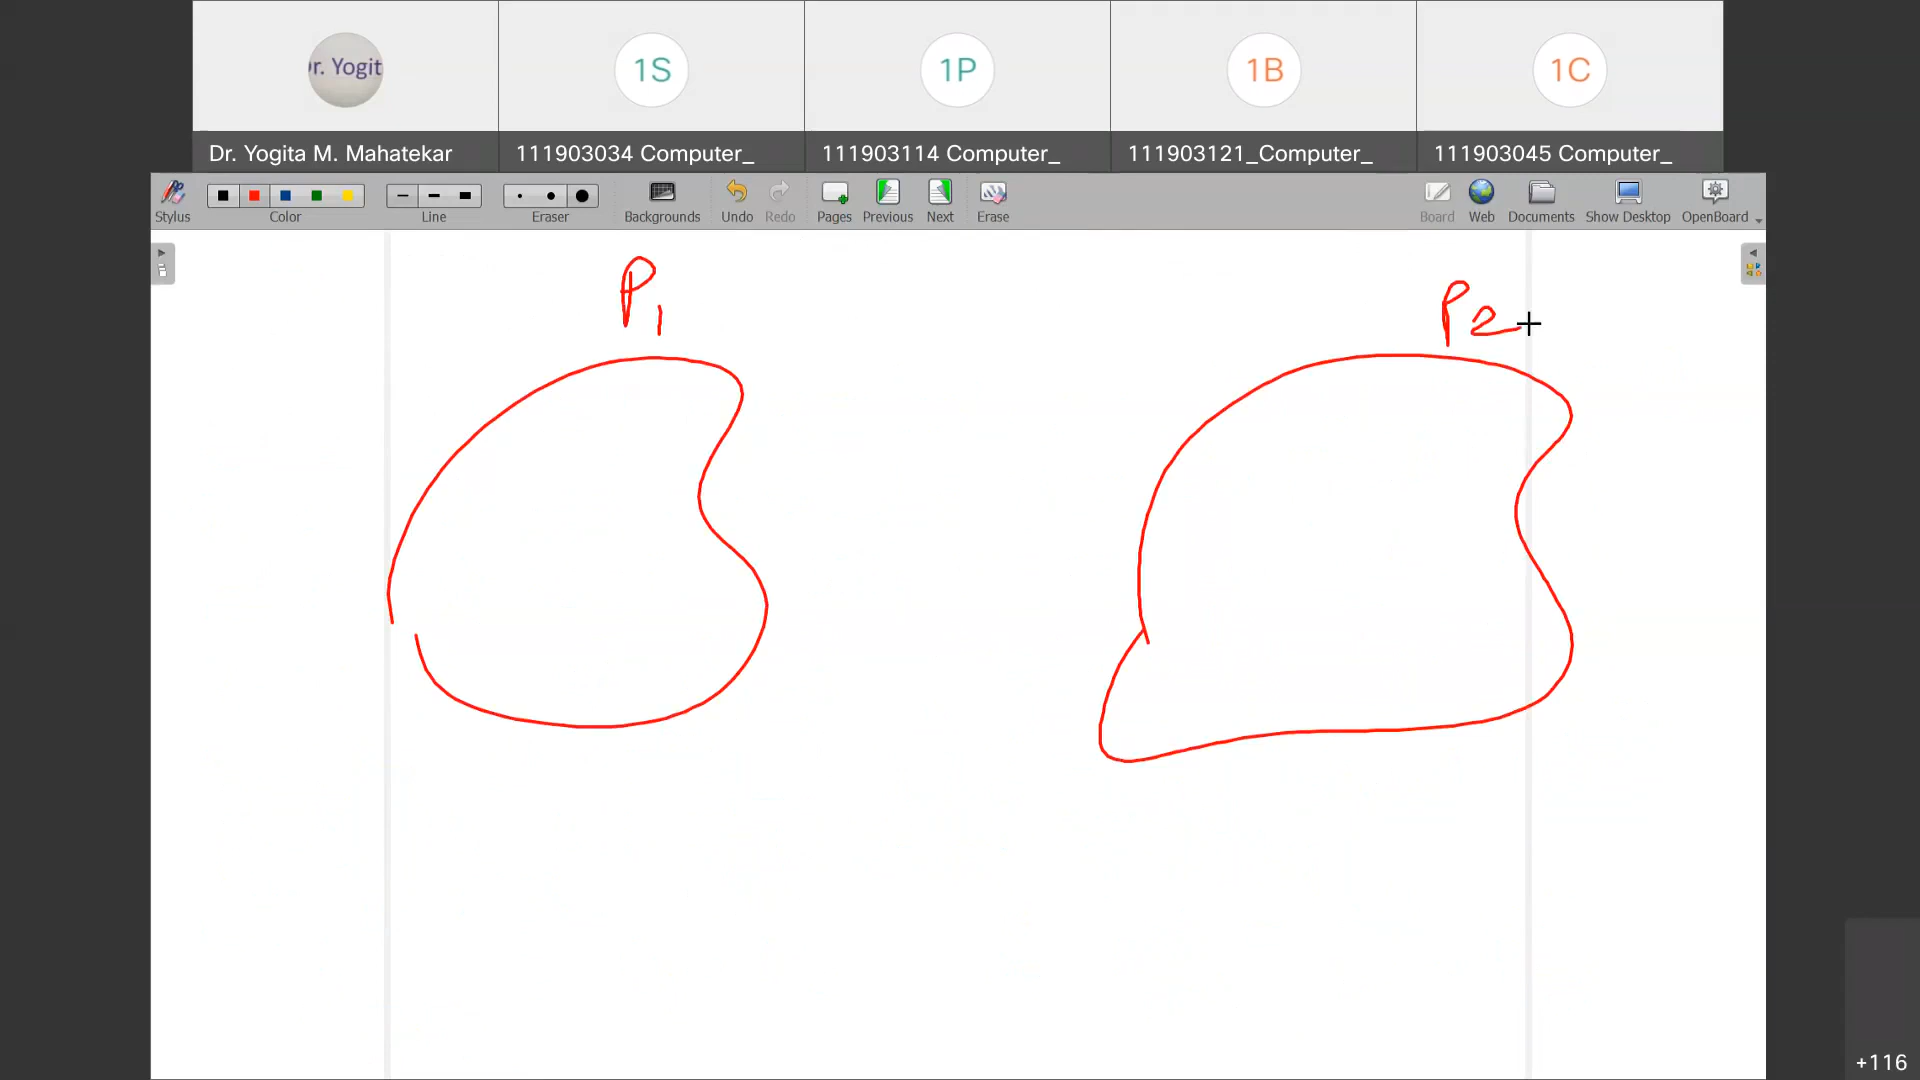 r. Yogit 1S 1P 1B 1C
Dr. Yogita M. Mahatekar 111903034 Computer_ 111903114 Computer_ 111903121_Computer_ 111903045 Computer_
Stylus Color Line Eraser Backgrounds Undo Redo Pages Previous Next Erase Board Web Documents Show Desktop OpenBoard
P1 P2
+116